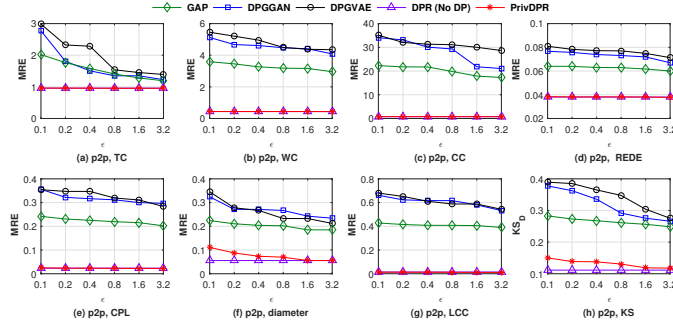 GAP DPGGAN DPGVAE DPR (No DP) PrivDPR
MRE
3
2
1
0
0.1 0.2 0.4 0.8 1.6 3.2
ϵ
(a) p2p, TC
MRE
6
4
2
0
0.1 0.2 0.4 0.8 1.6 3.2
ϵ
(b) p2p, WC
MRE
40
30
20
10
0
0.1 0.2 0.4 0.8 1.6 3.2
ϵ
(c) p2p, CC
MRE
0.1
0.08
0.06
0.04
0.02
0.1 0.2 0.4 0.8 1.6 3.2
ϵ
(d) p2p, REDE
MRE
0.4
0.3
0.2
0.1
0
0.1 0.2 0.4 0.8 1.6 3.2
ϵ
(e) p2p, CPL
MRE
0.4
0.3
0.2
0.1
0
0.1 0.2 0.4 0.8 1.6 3.2
ϵ
(f) p2p, diameter
MRE
0.8
0.6
0.4
0.2
0
0.1 0.2 0.4 0.8 1.6 3.2
ϵ
(g) p2p, LCC
KS_D
0.4
0.3
0.2
0.1
0.1 0.2 0.4 0.8 1.6 3.2
ϵ
(h) p2p, KS